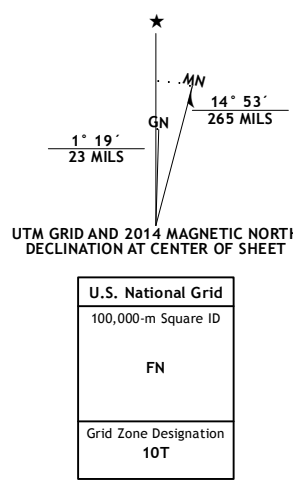 ★
MN
14° 53´
265 MILS
GN
1° 19´
23 MILS
UTM GRID AND 2014 MAGNETIC NORTH
DECLINATION AT CENTER OF SHEET
U.S. National Grid
100,000-m Square ID
FN
Grid Zone Designation
10T